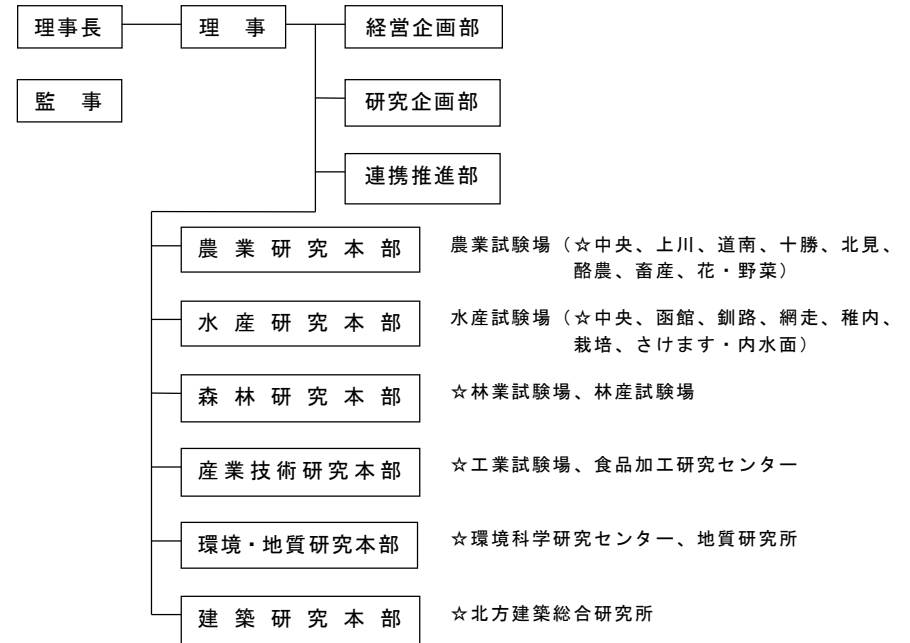 理事長 理　事 経営企画部
監　事 研究企画部
連携推進部
農業研究本部 農業試験場（☆中央、上川、道南、十勝、北見、
酪農、畜産、花・野菜）
水産研究本部 水産試験場（☆中央、函館、釧路、網走、稚内、
栽培、さけます・内水面）
森林研究本部 ☆林業試験場、林産試験場
産業技術研究本部 ☆工業試験場、食品加工研究センター
環境・地質研究本部 ☆環境科学研究センター、地質研究所
建築研究本部 ☆北方建築総合研究所